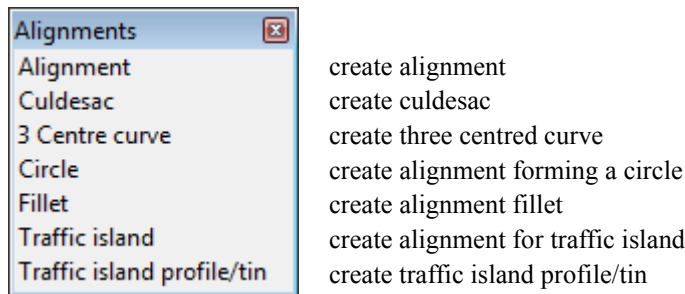 Alignments
Alignment create alignment
Culdesac create culdesac
3 Centre curve create three centred curve
Circle create alignment forming a circle
Fillet create alignment fillet
Traffic island create alignment for traffic island
Traffic island profile/tin create traffic island profile/tin